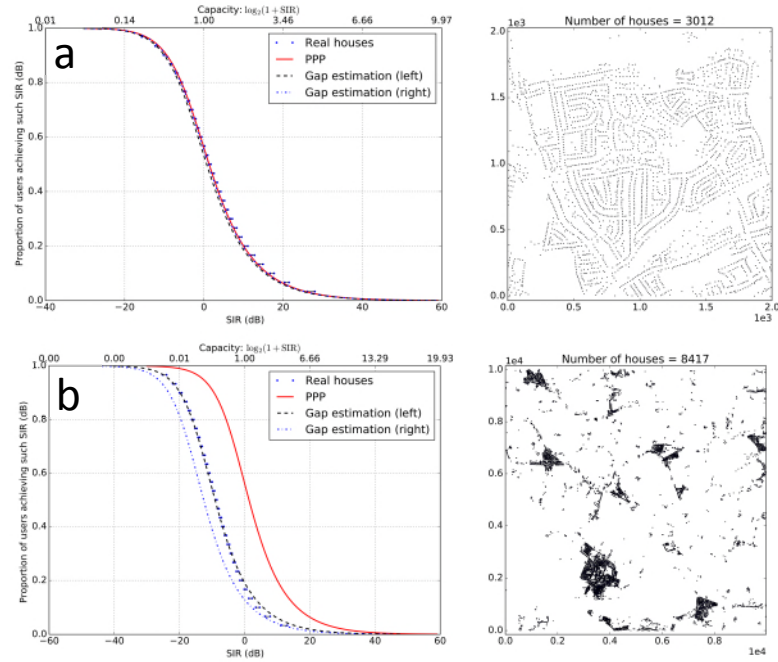 Capacity: log₂(1+SIR)
0.01 0.14 1.00 3.46 6.66 9.97
1.0
0.8
0.6
0.4
0.2
0.0
Proportion of users achieving such SIR (dB)
a
Real houses
PPP
Gap estimation (left)
Gap estimation (right)
−40 −20 0 20 40 60
SIR (dB)
1e3
Number of houses = 3012
2.0
1.5
1.0
0.5
0.0
0.0 0.5 1.0 1.5 2.0
1e3
Capacity: log₂(1+SIR)
0.00 0.00 0.01 1.00 6.66 13.29 19.93
1.0
0.8
0.6
0.4
0.2
0.0
Proportion of users achieving such SIR (dB)
b
Real houses
PPP
Gap estimation (left)
Gap estimation (right)
−60 −40 −20 0 20 40 60
SIR (dB)
1e4
Number of houses = 8417
1.0
0.8
0.6
0.4
0.2
0.0
0.0 0.2 0.4 0.6 0.8
1e4